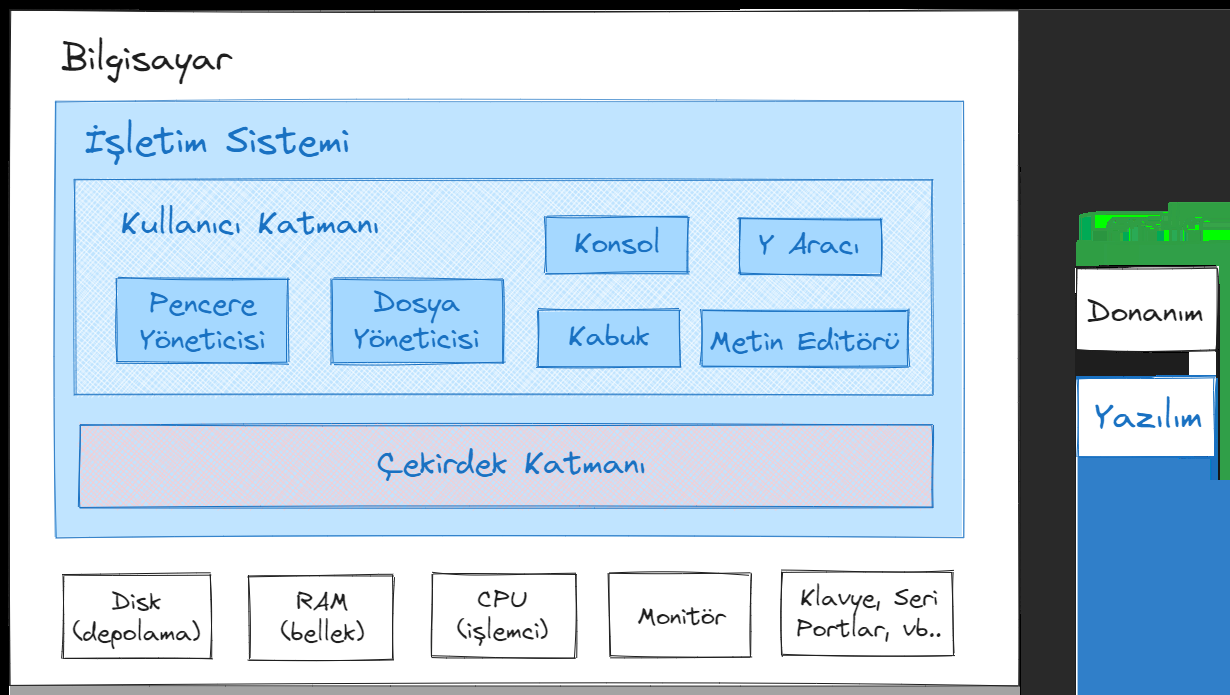 Bilgisayar
İşletim Sistemi
Kullanıcı Katmanı
Konsol
Y Aracı
Pencere
Yöneticisi
Dosya
Yöneticisi
Kabuk
Metin Editörü
Çekirdek Katmanı
Disk
(depolama)
RAM
(bellek)
CPU
(işlemci)
Monitör
Klavye, Seri
Portlar, vb..
Donanım
Yazılım